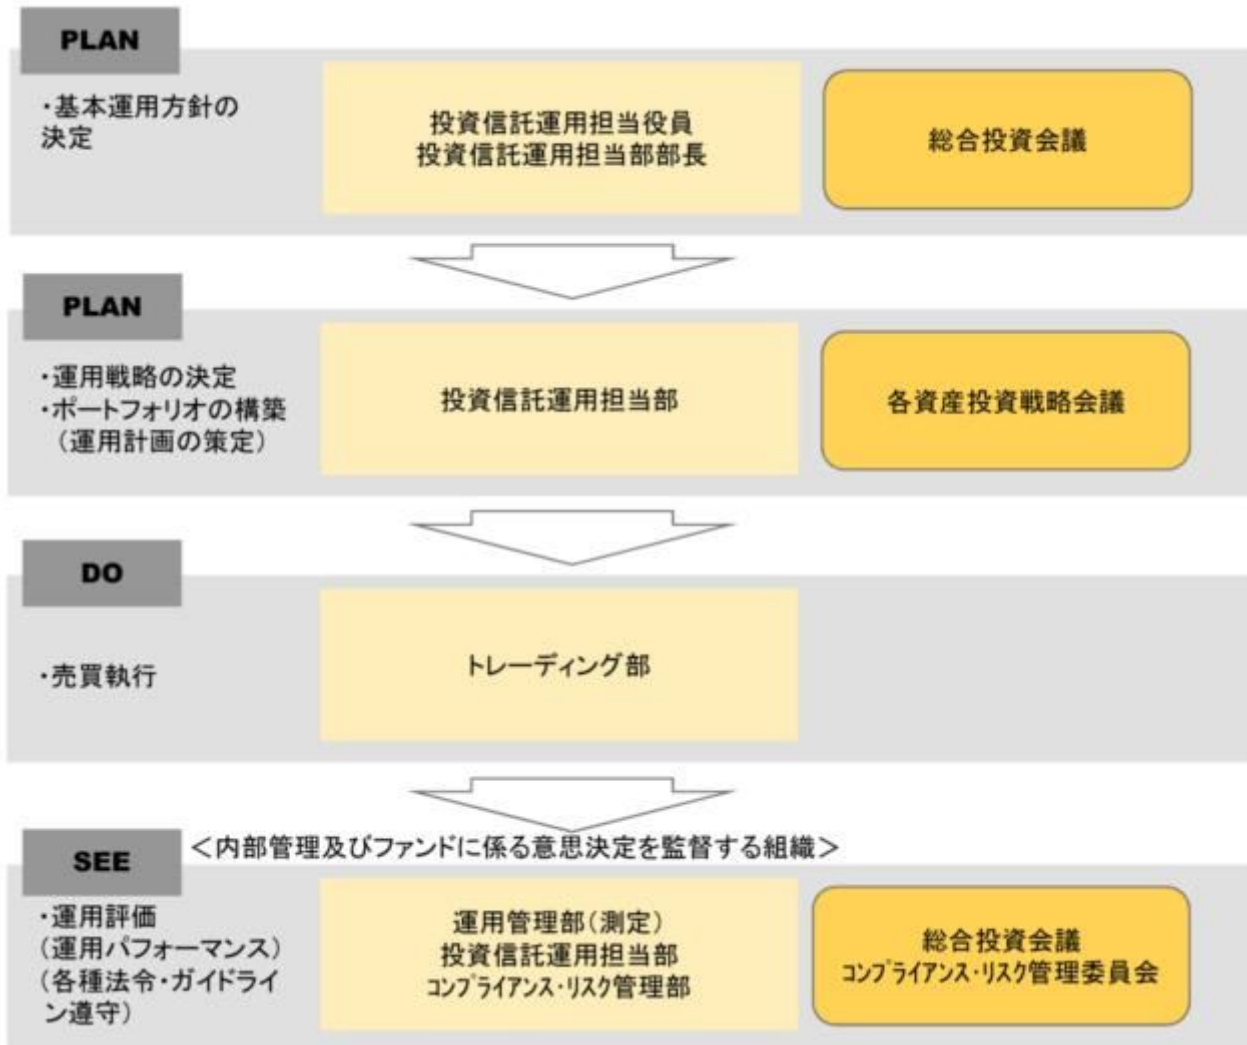 PLAN
・基本運用方針の
決定
投資信託運用担当役員
投資信託運用担当部部長
総合投資会議
PLAN
・運用戦略の決定
・ポートフォリオの構築
（運用計画の策定）
投資信託運用担当部
各資産投資戦略会議
DO
・売買執行
トレーディング部
SEE
＜内部管理及びファンドに係る意思決定を監督する組織＞
・運用評価
（運用パフォーマンス）
（各種法令・ガイドライ
ン遵守）
運用管理部（測定）
投資信託運用担当部
ｺﾝﾌﾟﾗｲｱﾝｽ・ﾘｽｸ管理部
総合投資会議
ｺﾝﾌﾟﾗｲｱﾝｽ・ﾘｽｸ管理委員会